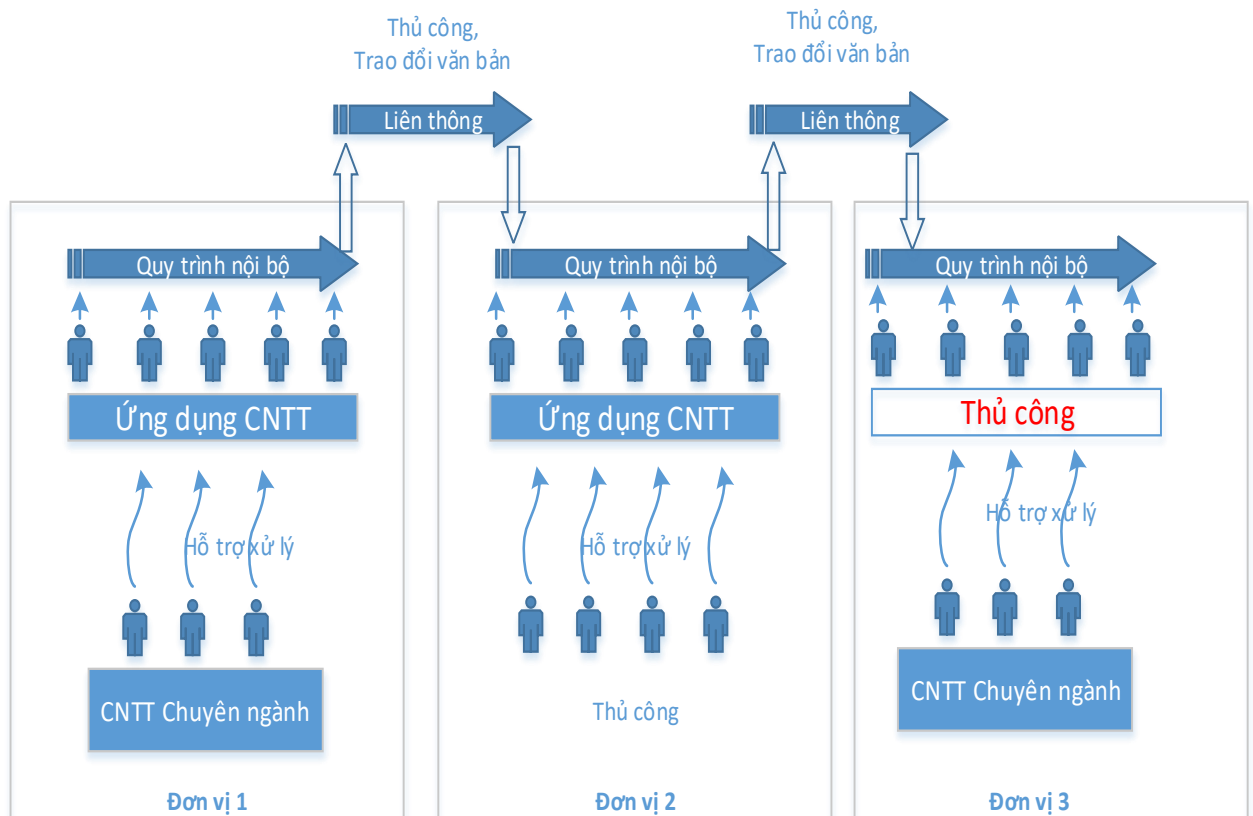 Thủ công,
Trao đổi văn bản
Thủ công,
Trao đổi văn bản
Liên thông
Liên thông
Quy trình nội bộ
Quy trình nội bộ
Quy trình nội bộ
Ứng dụng CNTT
Ứng dụng CNTT
Thủ công
Hỗ trợ xử lý
Hỗ trợ xử lý
Hỗ trợ xử lý
CNTT Chuyên ngành
Thủ công
CNTT Chuyên ngành
Đơn vị 1
Đơn vị 2
Đơn vị 3